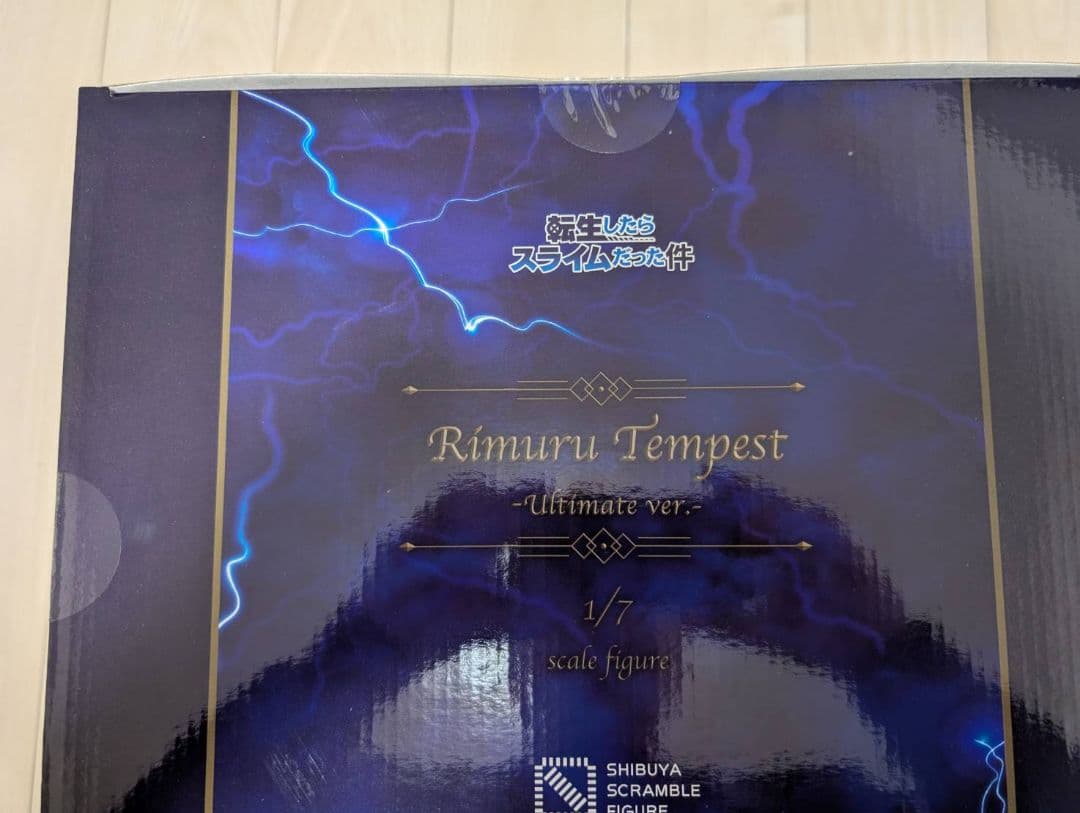 転生したら
スライムだった件
Rimuru Tempest
-Ultimate ver.-
1/7
scale figure
SHIBUYA
SCRAMBLE
FIGURE